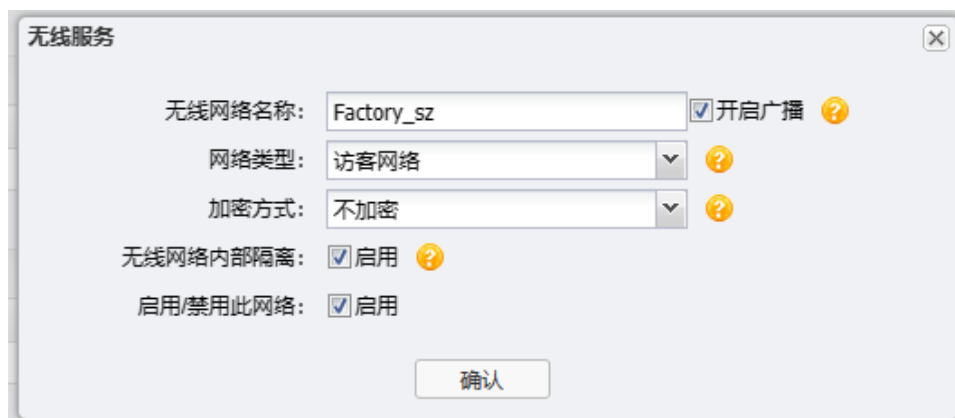 无线服务
无线网络名称： Factory_sz 开启广播
网络类型： 访客网络
加密方式： 不加密
无线网络内部隔离： 启用
启用/禁用此网络： 启用
确认